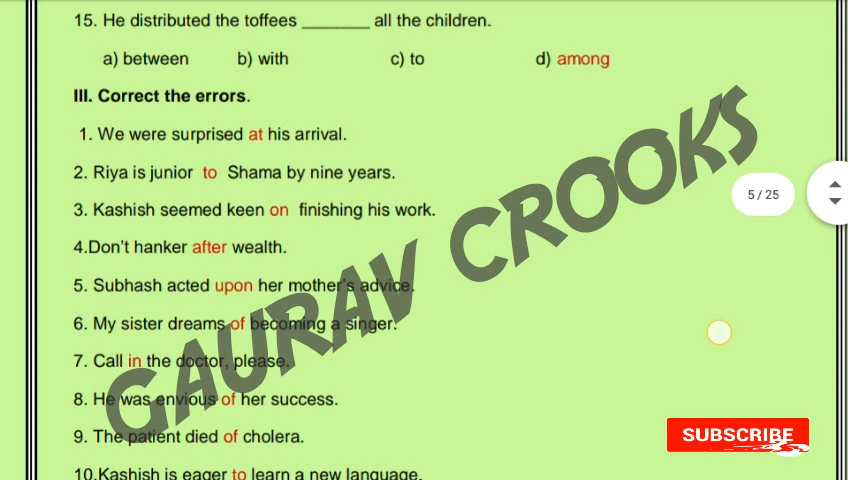 15. He distributed the toffees _______ all the children.
a) between b) with c) to d) among
III. Correct the errors.
1. We were surprised at his arrival.
2. Riya is junior to Shama by nine years.
3. Kashish seemed keen on finishing his work.
4.Don't hanker after wealth.
5. Subhash acted upon her mother's advice.
6. My sister dreams of becoming a singer.
7. Call in the doctor, please.
8. He was envious of her success.
9. The patient died of cholera.
10.Kashish is eager to learn a new language.
GAURAV CROOKS
5 / 25
SUBSCRIBE